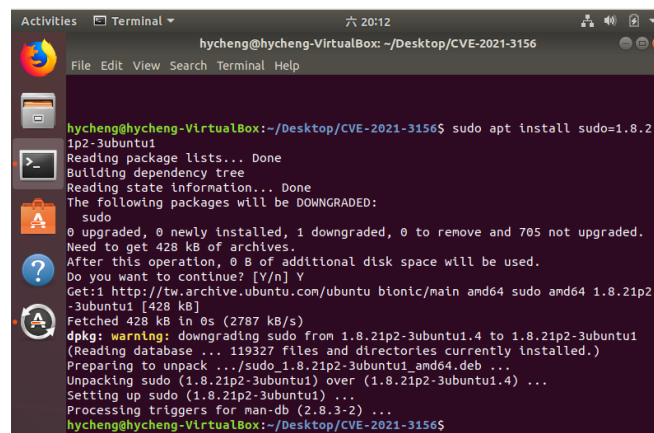 Activities Terminal 六 20:12
hycheng@hycheng-VirtualBox: ~/Desktop/CVE-2021-3156
File Edit View Search Terminal Help
hycheng@hycheng-VirtualBox:~/Desktop/CVE-2021-3156$ sudo apt install sudo=1.8.2
1p2-3ubuntu1
Reading package lists... Done
Building dependency tree
Reading state information... Done
The following packages will be DOWNGRADED:
  sudo
0 upgraded, 0 newly installed, 1 downgraded, 0 to remove and 705 not upgraded.
Need to get 428 kB of archives.
After this operation, 0 B of additional disk space will be used.
Do you want to continue? [Y/n] Y
Get:1 http://tw.archive.ubuntu.com/ubuntu bionic/main amd64 sudo amd64 1.8.21p2
-3ubuntu1 [428 kB]
Fetched 428 kB in 0s (2787 kB/s)
dpkg: warning: downgrading sudo from 1.8.21p2-3ubuntu1.4 to 1.8.21p2-3ubuntu1
(Reading database ... 119327 files and directories currently installed.)
Preparing to unpack .../sudo_1.8.21p2-3ubuntu1_amd64.deb ...
Unpacking sudo (1.8.21p2-3ubuntu1) over (1.8.21p2-3ubuntu1.4) ...
Setting up sudo (1.8.21p2-3ubuntu1) ...
Processing triggers for man-db (2.8.3-2) ...
hycheng@hycheng-VirtualBox:~/Desktop/CVE-2021-3156$